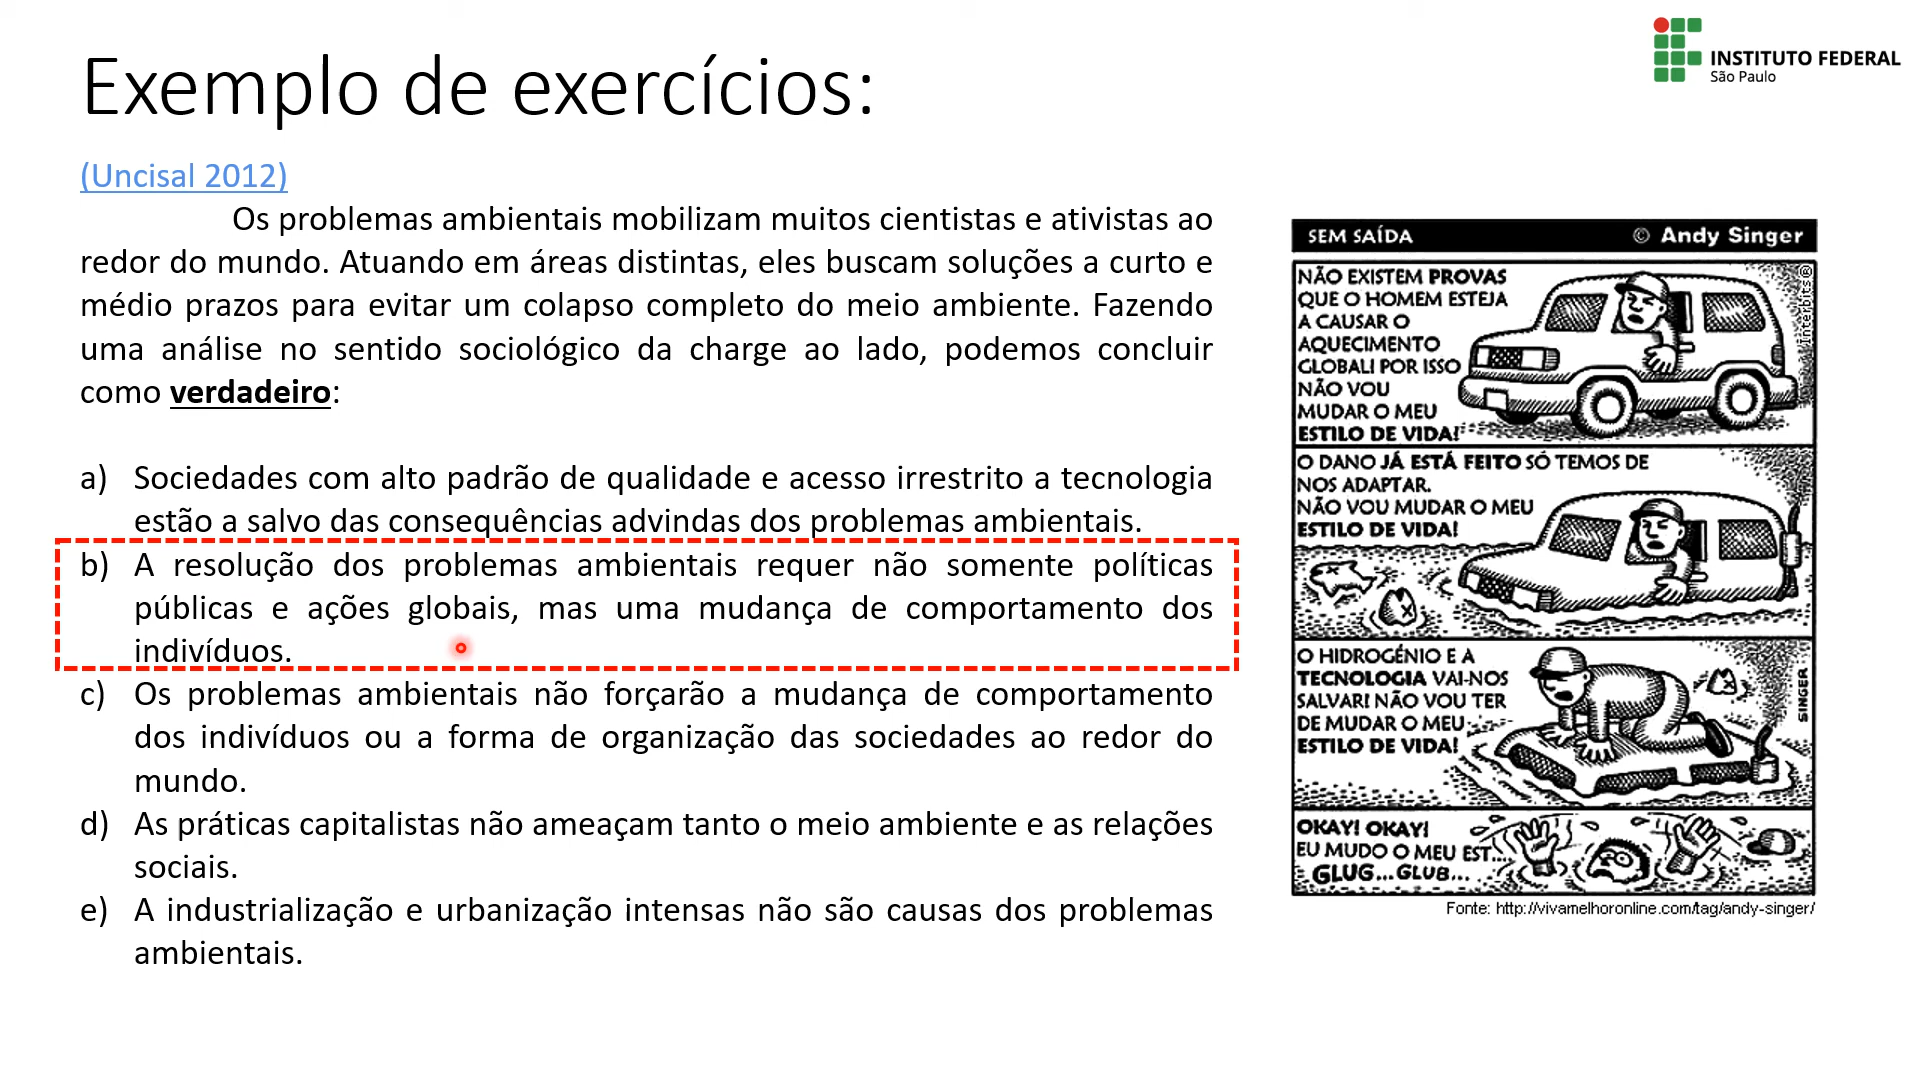 INSTITUTO FEDERAL
São Paulo
Exemplo de exercícios:
(Uncisal 2012)
Os problemas ambientais mobilizam muitos cientistas e ativistas ao
redor do mundo. Atuando em áreas distintas, eles buscam soluções a curto e
médio prazos para evitar um colapso completo do meio ambiente. Fazendo
uma análise no sentido sociológico da charge ao lado, podemos concluir
como verdadeiro:
a) Sociedades com alto padrão de qualidade e acesso irrestrito a tecnologia
estão a salvo das consequências advindas dos problemas ambientais.
b) A resolução dos problemas ambientais requer não somente políticas
públicas e ações globais, mas uma mudança de comportamento dos
indivíduos.
c) Os problemas ambientais não forçarão a mudança de comportamento
dos indivíduos ou a forma de organização das sociedades ao redor do
mundo.
d) As práticas capitalistas não ameaçam tanto o meio ambiente e as relações
sociais.
e) A industrialização e urbanização intensas não são causas dos problemas
ambientais.
SEM SAÍDA © Andy Singer
NÃO EXISTEM PROVAS
QUE O HOMEM ESTEJA
A CAUSAR O
AQUECIMENTO
GLOBAL! POR ISSO
NÃO VOU
MUDAR O MEU
ESTILO DE VIDA!
Interbits®
O DANO JÁ ESTÁ FEITO SÓ TEMOS DE
NOS ADAPTAR.
NÃO VOU MUDAR O MEU
ESTILO DE VIDA!
O HIDROGÉNIO E A
TECNOLOGIA VAI-NOS
SALVAR! NÃO VOU TER
DE MUDAR O MEU
ESTILO DE VIDA!
SINGER
OKAY! OKAY!
EU MUDO O MEU EST...
GLUG...GLUB...
Fonte: http://vivamelhoronline.com/tag/andy-singer/